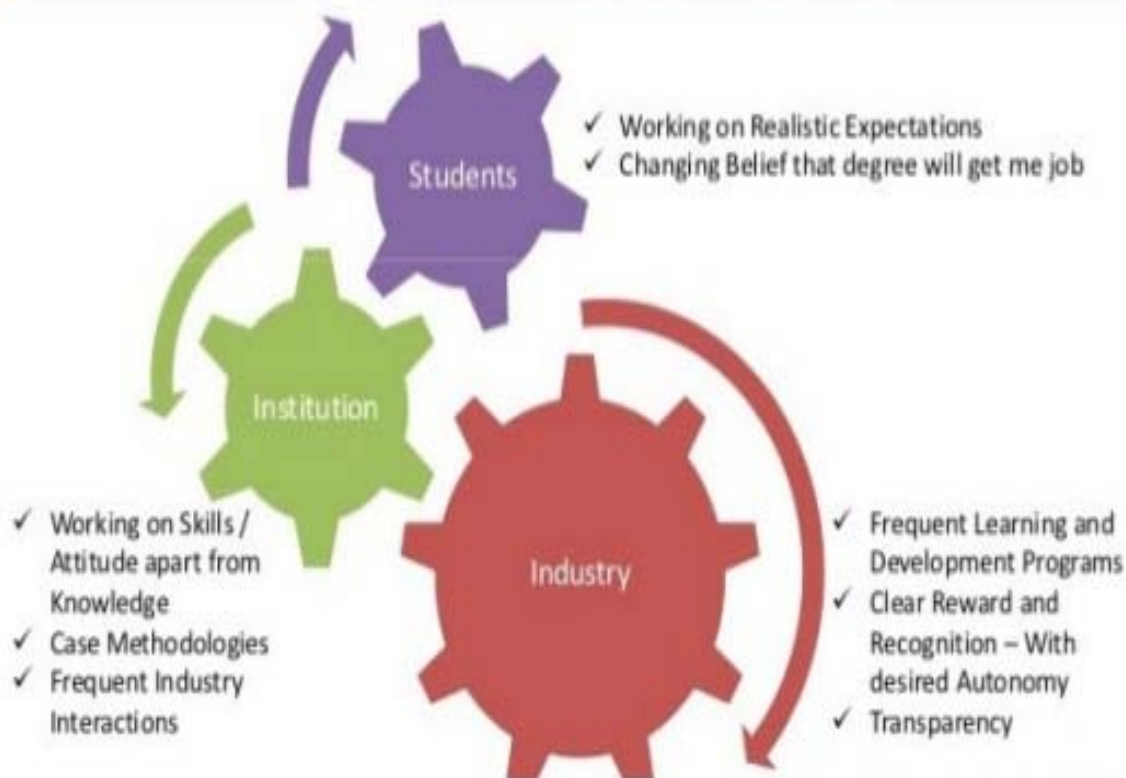 Students
✓ Working on Realistic Expectations
✓ Changing Belief that degree will get me job
Institution
✓ Working on Skills /
Attitude apart from
Knowledge
✓ Case Methodologies
✓ Frequent Industry
Interactions
Industry
✓ Frequent Learning and
Development Programs
✓ Clear Reward and
Recognition – With
desired Autonomy
✓ Transparency